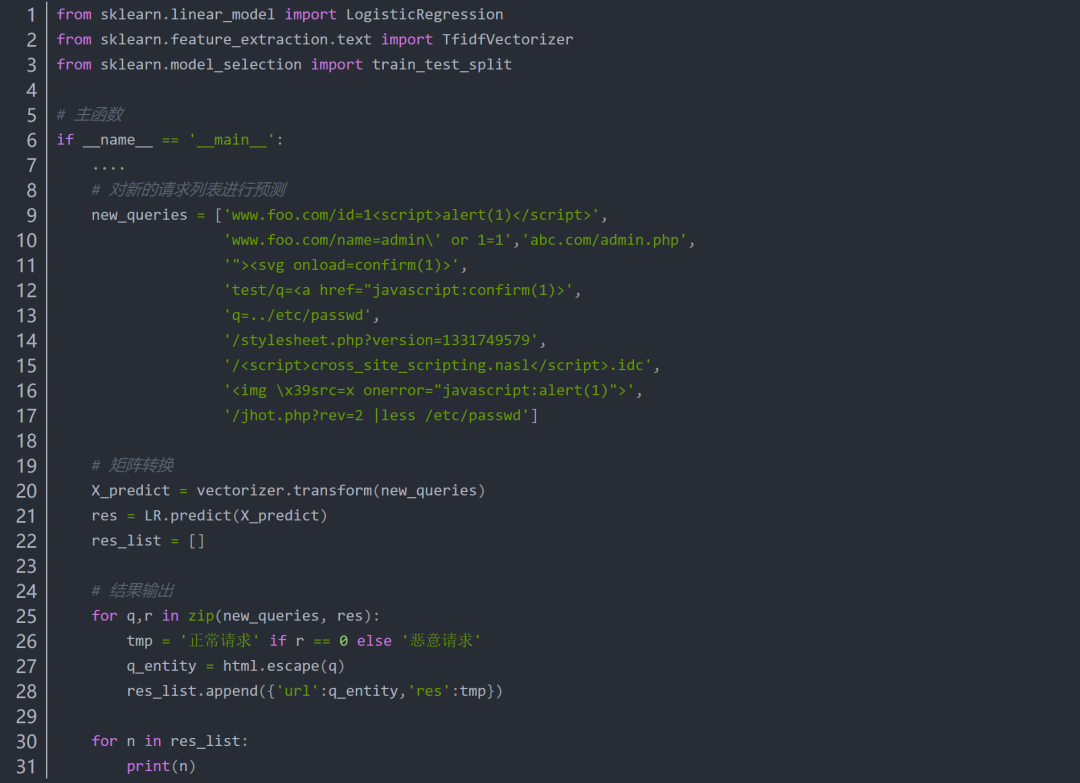 1 from sklearn.linear_model import LogisticRegression
2 from sklearn.feature_extraction.text import TfidfVectorizer
3 from sklearn.model_selection import train_test_split
4
5 # 主函数
6 if __name__ == '__main__':
7     ....
8     # 对新的请求列表进行预测
9     new_queries = ['www.foo.com/id=1<script>alert(1)</script>',
10                    'www.foo.com/name=admin\' or 1=1','abc.com/admin.php',
11                    '"><svg onload=confirm(1)>',
12                    'test/q=<a href="javascript:confirm(1)>',
13                    'q=../etc/passwd',
14                    '/stylesheet.php?version=1331749579',
15                    '/<script>cross_site_scripting.nasl</script>.idc',
16                    '<img \x39src=x onerror="javascript:alert(1)">',
17                    '/jhot.php?rev=2 |less /etc/passwd']
18
19     # 矩阵转换
20     X_predict = vectorizer.transform(new_queries)
21     res = LR.predict(X_predict)
22     res_list = []
23
24     # 结果输出
25     for q,r in zip(new_queries, res):
26         tmp = '正常请求' if r == 0 else '恶意请求'
27         q_entity = html.escape(q)
28         res_list.append({'url':q_entity,'res':tmp})
29
30     for n in res_list:
31         print(n)